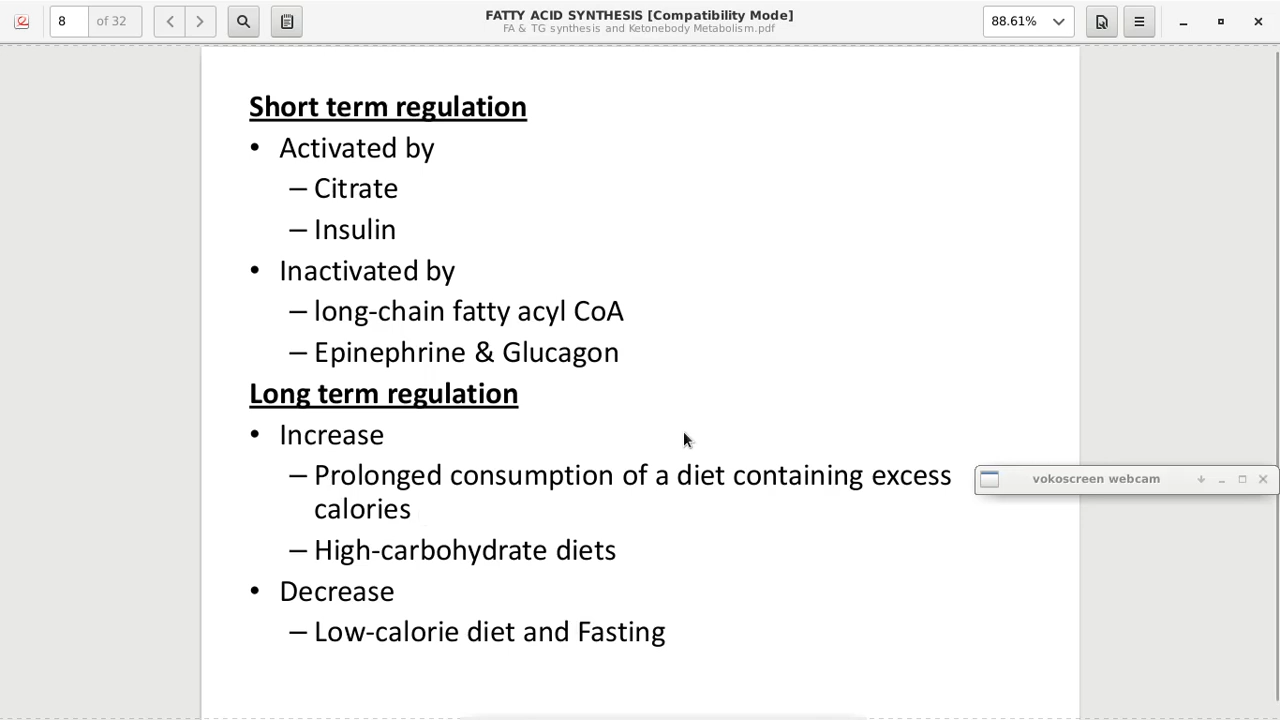 8 of 32
FATTY ACID SYNTHESIS [Compatibility Mode]
FA & TG synthesis and Ketonebody Metabolism.pdf
88.61%
Short term regulation
• Activated by
– Citrate
– Insulin
• Inactivated by
– long-chain fatty acyl CoA
– Epinephrine & Glucagon
Long term regulation
• Increase
– Prolonged consumption of a diet containing excess
calories
– High-carbohydrate diets
• Decrease
– Low-calorie diet and Fasting
vokoscreen webcam